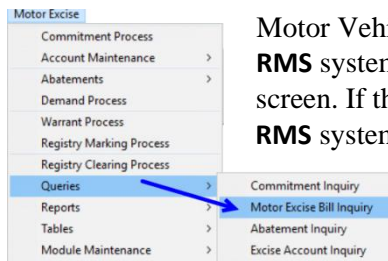 Motor Excise
Commitment Process
Account Maintenance >
Abatements >
Demand Process
Warrant Process
Registry Marking Process
Registry Clearing Process
Queries >
Reports >
Tables >
Module Maintenance >
Commitment Inquiry
Motor Excise Bill Inquiry
Abatement Inquiry
Excise Account Inquiry
Motor Veh
RMS system
screen. If th
RMS system